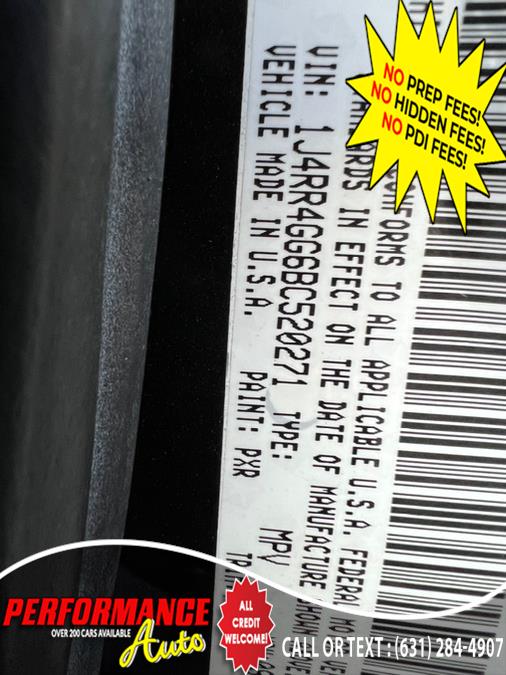 NO PREP FEES!
NO HIDDEN FEES!
NO PDI FEES!
CONFORMS TO ALL APPLICABLE U.S.A. FEDERAL
IN EFFECT ON THE DATE OF MANUFACTURE
VIN: 1J4RR4GG6BC520271 TYPE: MPV
VEHICLE MADE IN U.S.A. PAINT: PXR
PERFORMANCE
Auto
OVER 200 CARS AVAILABLE
ALL
CREDIT
WELCOME!
CALL OR TEXT : (631) 284-4907